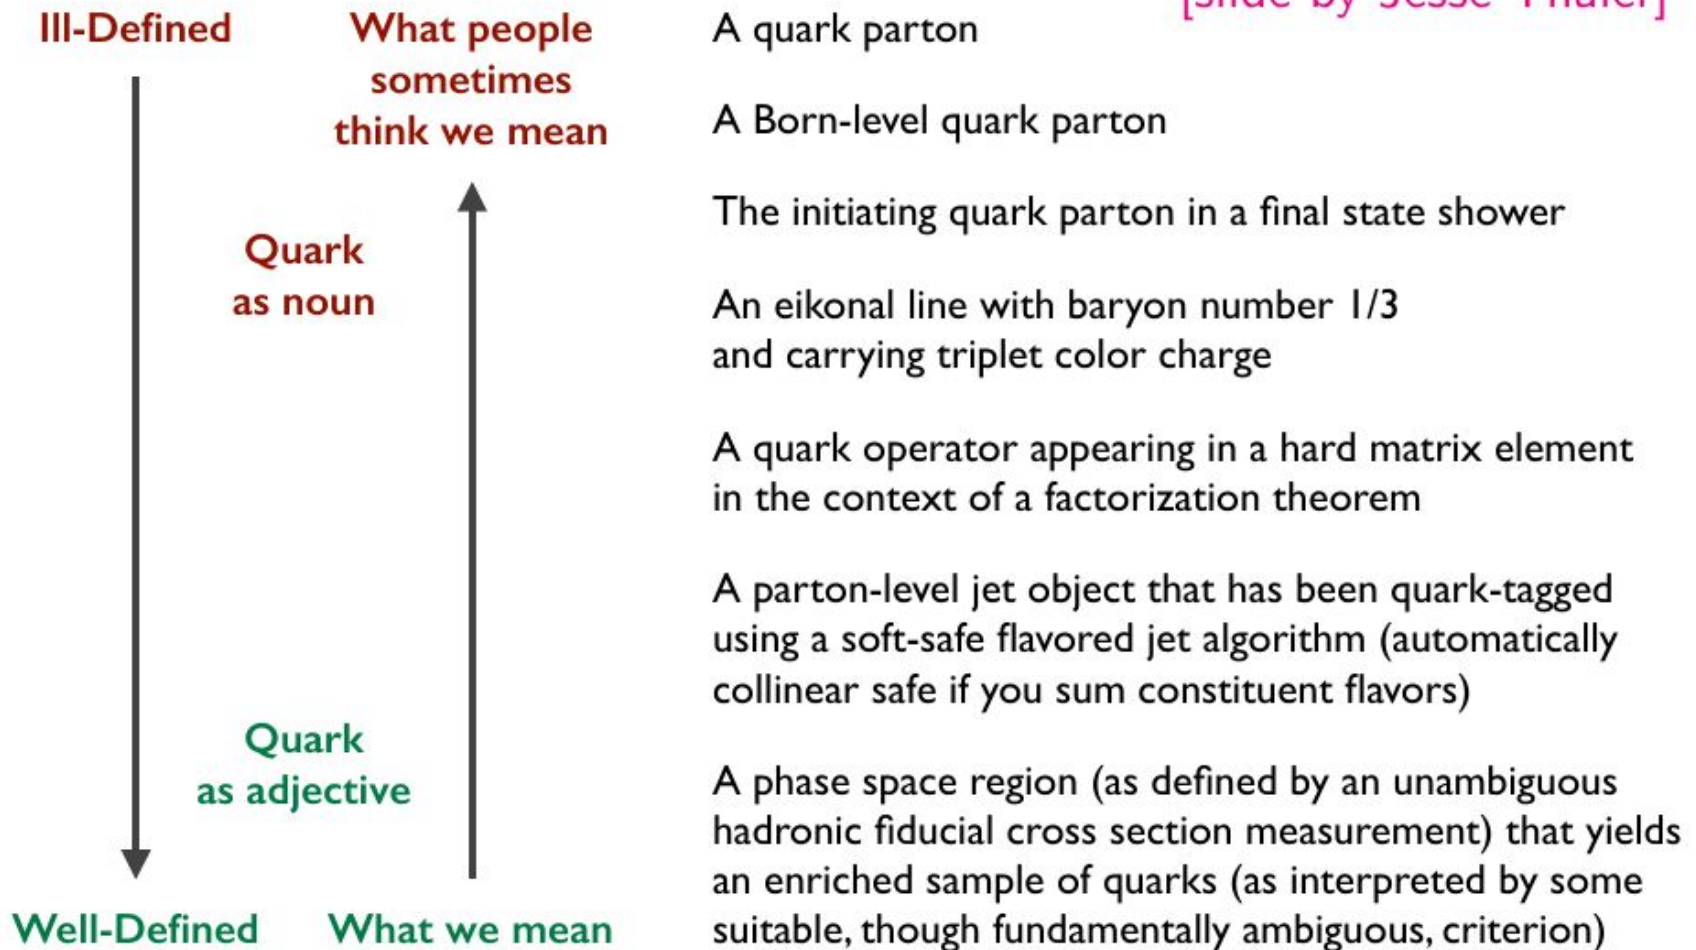 [slide by Jesse Thaler]
Ill-Defined
What people
sometimes
think we mean
Quark
as noun
Quark
as adjective
Well-Defined
What we mean
A quark parton
A Born-level quark parton
The initiating quark parton in a final state shower
An eikonal line with baryon number 1/3
and carrying triplet color charge
A quark operator appearing in a hard matrix element
in the context of a factorization theorem
A parton-level jet object that has been quark-tagged
using a soft-safe flavored jet algorithm (automatically
collinear safe if you sum constituent flavors)
A phase space region (as defined by an unambiguous
hadronic fiducial cross section measurement) that yields
an enriched sample of quarks (as interpreted by some
suitable, though fundamentally ambiguous, criterion)